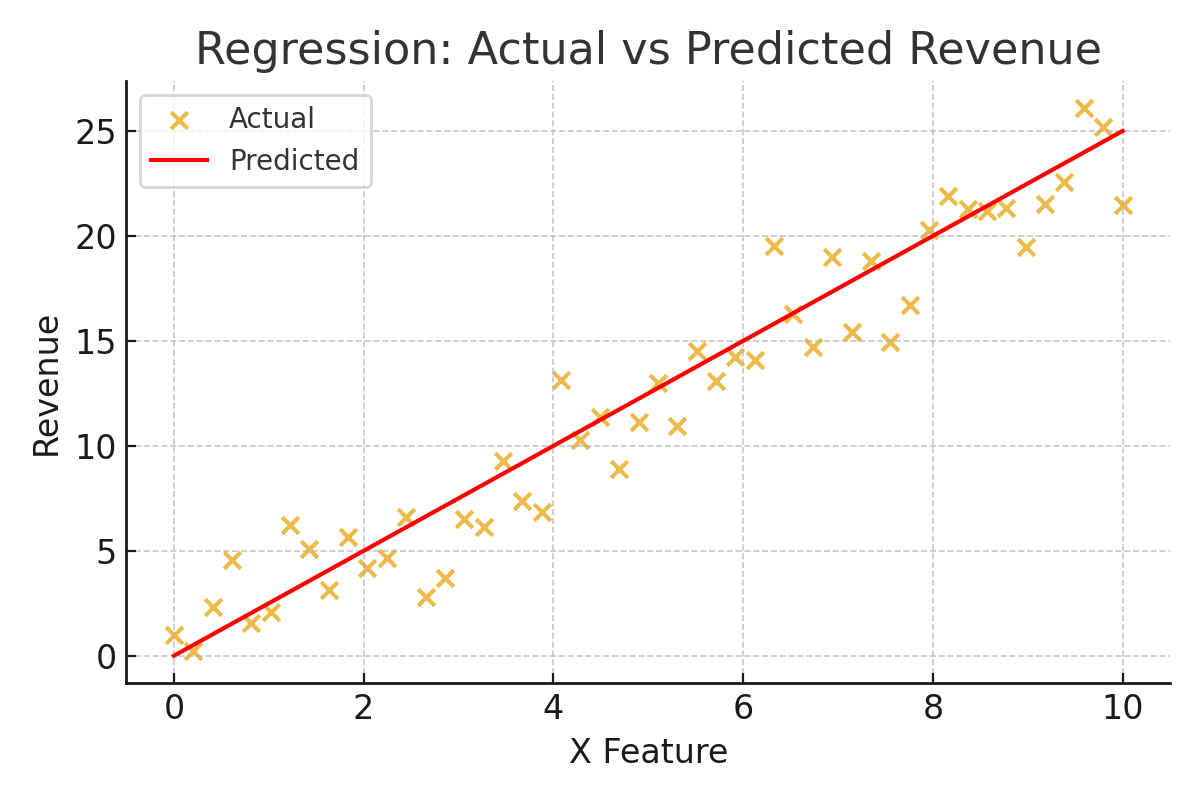 Regression: Actual vs Predicted Revenue
Actual
Predicted
25
20
15
10
5
0
Revenue
0 2 4 6 8 10
X Feature